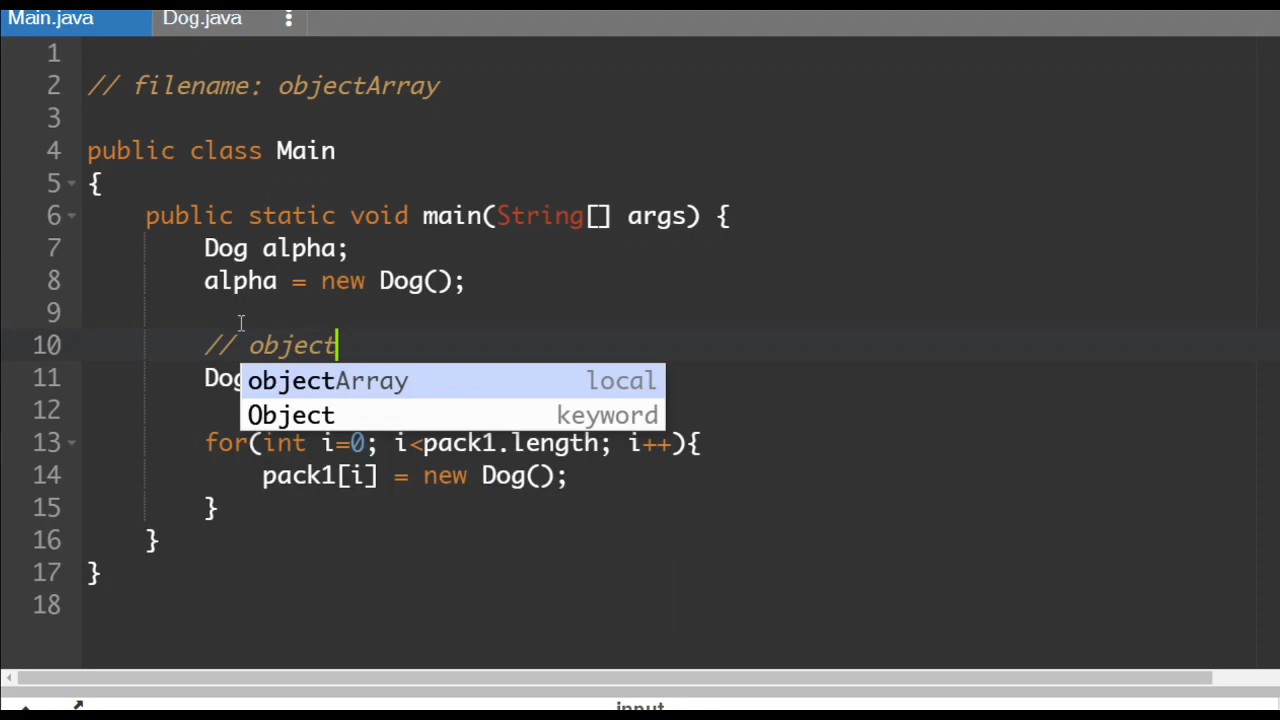 Main.java Dog.java
1
2 // filename: objectArray
3
4 public class Main
5 {
6 public static void main(String[] args) {
7 Dog alpha;
8 alpha = new Dog();
9
10 // object
11 Dog
objectArray local
Object keyword
12
13 for(int i=0; i<pack1.length; i++){
14 pack1[i] = new Dog();
15 }
16 }
17 }
18
input